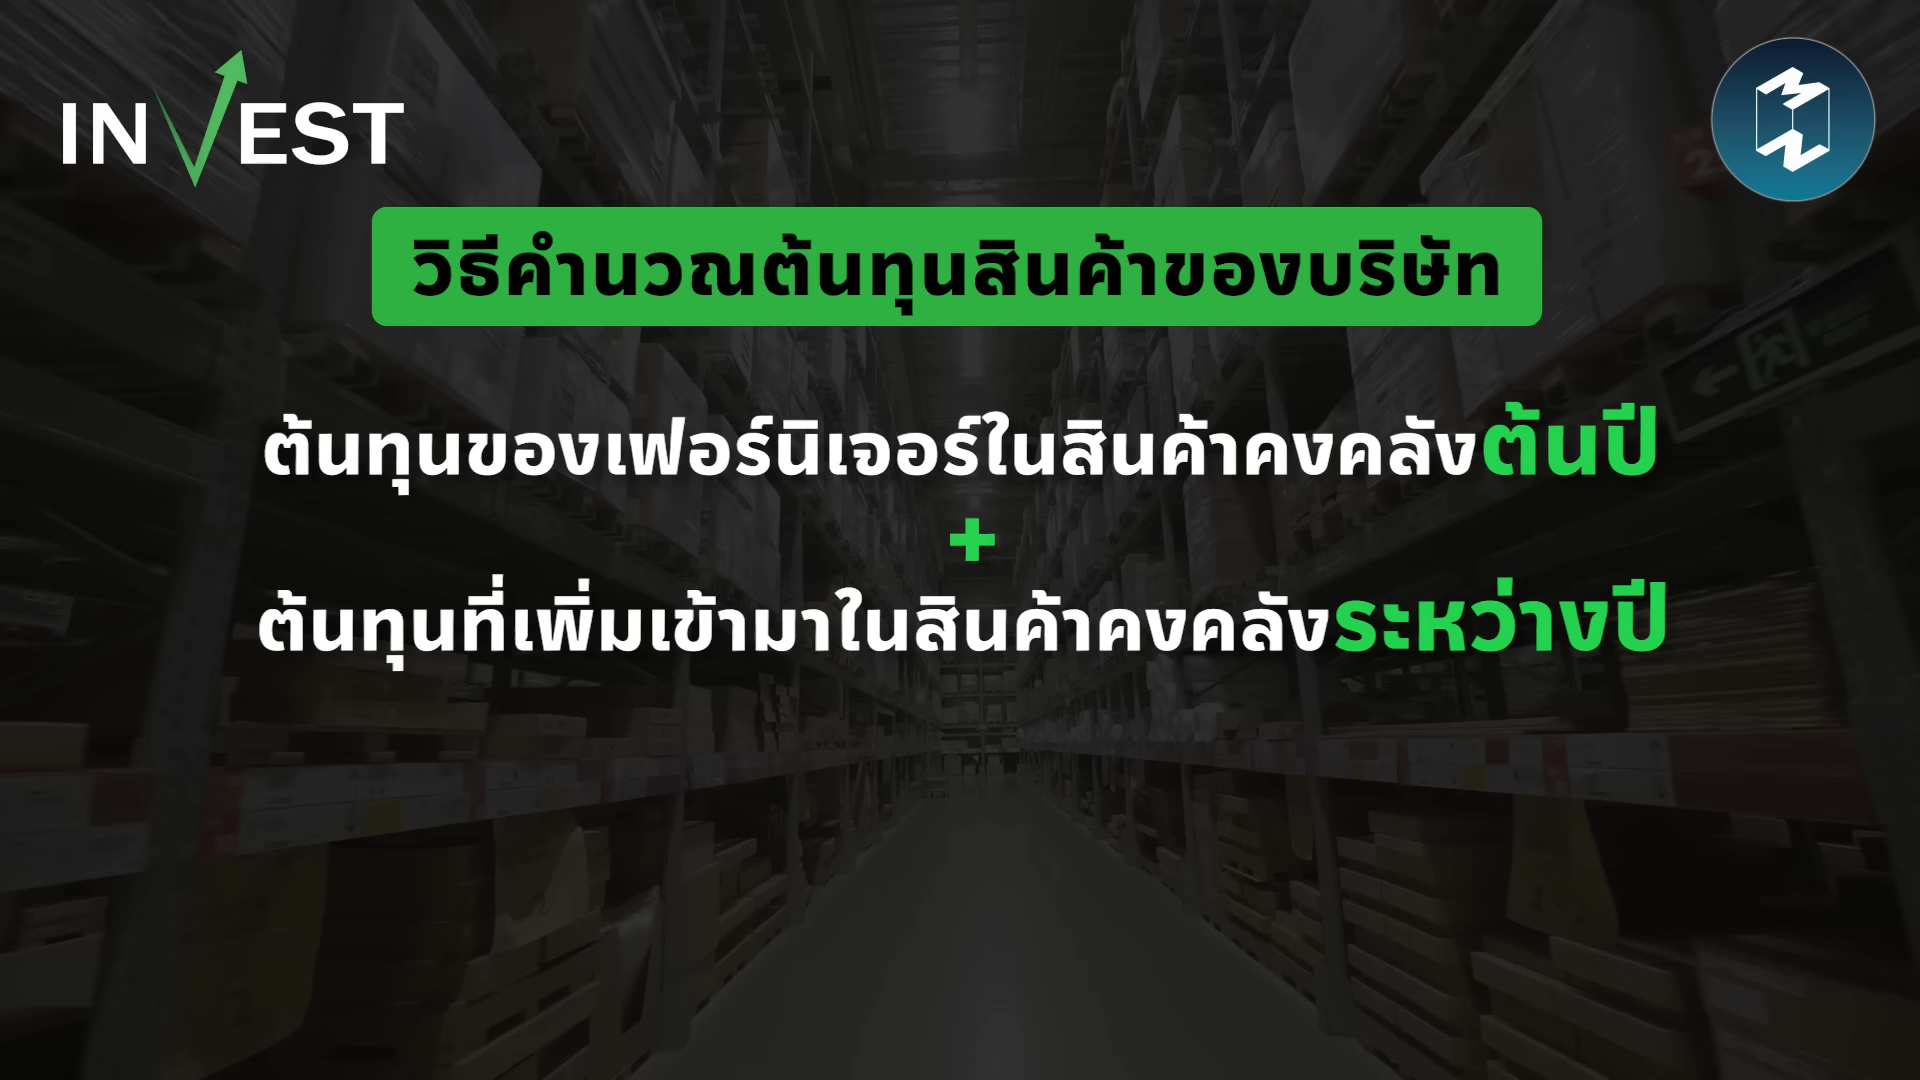 INVEST
วิธีคำนวณต้นทุนสินค้าของบริษัท
ต้นทุนของเฟอร์นิเจอร์ในสินค้าคงคลังต้นปี
+
ต้นทุนที่เพิ่มเข้ามาในสินค้าคงคลังระหว่างปี